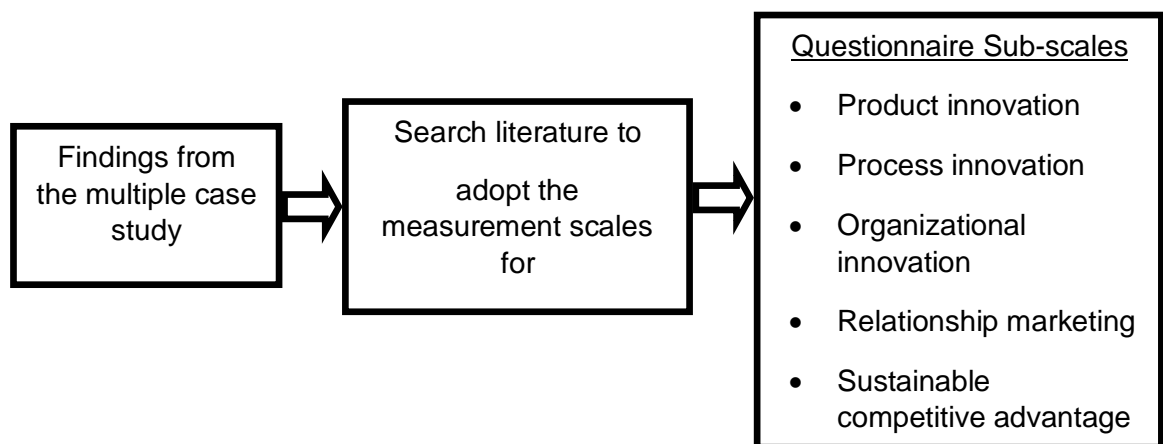 Findings from
the multiple case
study
Search literature to
adopt the
measurement scales
for
Questionnaire Sub-scales
• Product innovation
• Process innovation
• Organizational
innovation
• Relationship marketing
• Sustainable
competitive advantage